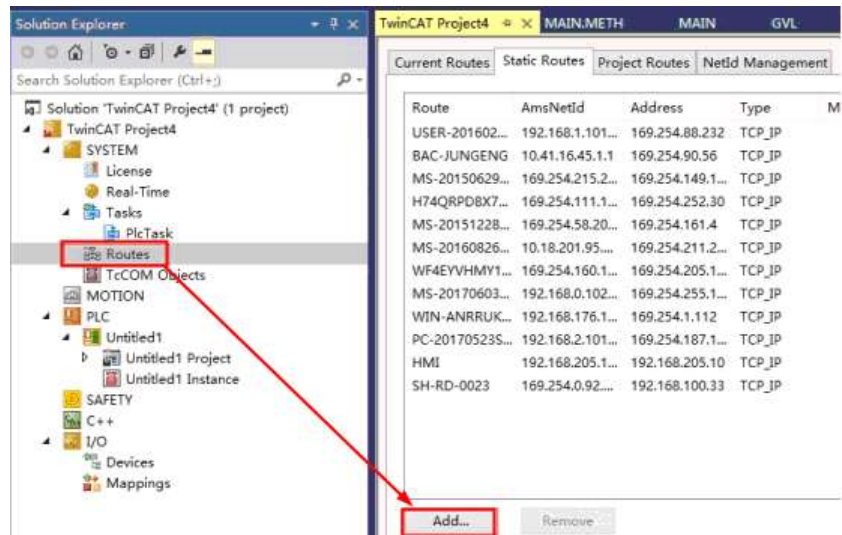 Solution Explorer
Search Solution Explorer (Ctrl+;)
Solution 'TwinCAT Project4' (1 project)
TwinCAT Project4
SYSTEM
License
Real-Time
Tasks
PlcTask
Routes
TcCOM Objects
MOTION
PLC
Untitled1
Untitled1 Project
Untitled1 Instance
SAFETY
C++
I/O
Devices
Mappings
TwinCAT Project4 MAIN.METH MAIN GVL
Current Routes Static Routes Project Routes NetId Management
Route AmsNetId Address Type M
USER-201602... 192.168.1.101... 169.254.88.232 TCP_IP
BAC-JUNGENG 10.41.16.45.1.1 169.254.90.56 TCP_IP
MS-20150629... 169.254.215.2... 169.254.149.1... TCP_IP
H74QRPD8X7... 169.254.111.1... 169.254.252.30 TCP_IP
MS-20151228... 169.254.58.20... 169.254.161.4 TCP_IP
MS-20160826... 10.18.201.95.... 169.254.211.2... TCP_IP
WF4EYVHMY1... 169.254.160.1... 169.254.205.1... TCP_IP
MS-20170603... 192.168.0.102... 169.254.255.1... TCP_IP
WIN-ANRRUK... 192.168.176.1... 169.254.1.112 TCP_IP
PC-20170523S... 192.168.2.101... 169.254.187.1... TCP_IP
HMI 192.168.205.1... 192.168.205.10 TCP_IP
SH-RD-0023 169.254.0.92.... 192.168.100.33 TCP_IP
Add... Remove